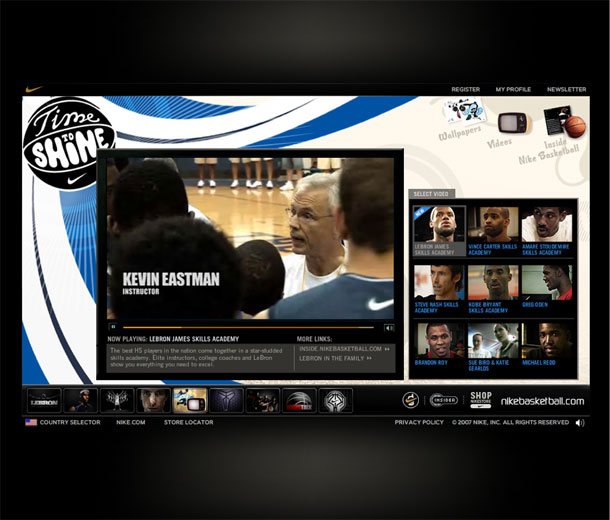 REGISTER
MY PROFILE
NEWSLETTER
Time
TO
SHINE
Wallpapers
Videos
Inside
Nike Basketball
SELECT VIDEO
NEW
LEBRON JAMES
SKILLS ACADEMY
VINCE CARTER SKILLS
ACADEMY
AMARE STOUDEMIRE
SKILLS ACADEMY
STEVE NASH SKILLS
ACADEMY
KOBE BRYANT
SKILLS ACADEMY
GREG ODEN
BRANDON ROY
SUE BIRD & KATIE
GEARLDS
MICHAEL REDD
KEVIN EASTMAN
INSTRUCTOR
NOW PLAYING: LEBRON JAMES SKILLS ACADEMY
The best HS players in the nation come together in a star-studded
skills academy. Elite instructors, college coaches and LeBron
show you everything you need to excel.
MORE LINKS:
INSIDE.NIKEBASKETBALL.COM
LEBRON IN THE FAMILY
LEBRON
INSIDER
SHOP
NIKESTORE
nikebasketball.com
COUNTRY SELECTOR
NIKE.COM
STORE LOCATOR
PRIVACY POLICY
© 2007 NIKE, INC. ALL RIGHTS RESERVED